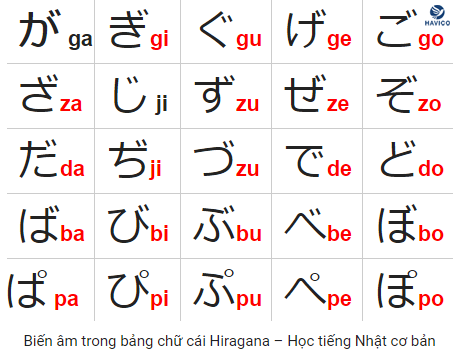 HAVICO
が ga ぎ gi ぐ gu げ ge ご go
ざ za じ ji ず zu ぜ ze ぞ zo
だ da ぢ ji づ zu で de ど do
ば ba び bi ぶ bu べ be ぼ bo
ぱ pa ぴ pi ぷ pu ぺ pe ぽ po
Biến âm trong bảng chữ cái Hiragana – Học tiếng Nhật cơ bản